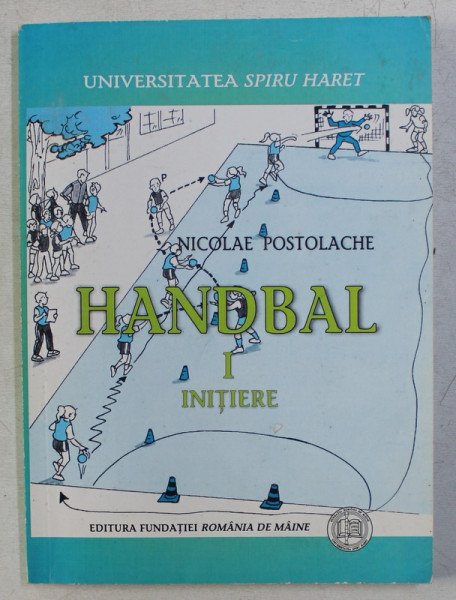 UNIVERSITATEA SPIRU HARET
P
NICOLAE POSTOLACHE
HANDBAL
I
INIȚIERE
EDITURA FUNDAȚIEI ROMÂNIA DE MÂINE